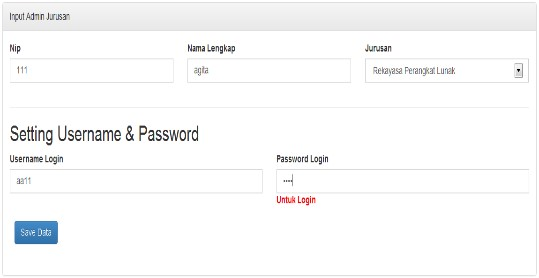 Input Admin Jurusan
Nip Nama Lengkap Jurusan
111 agita Rekayasa Perangkat Lunak
Setting Username & Password
Username Login Password Login
aa11 ••••
Untuk Login
Save Data